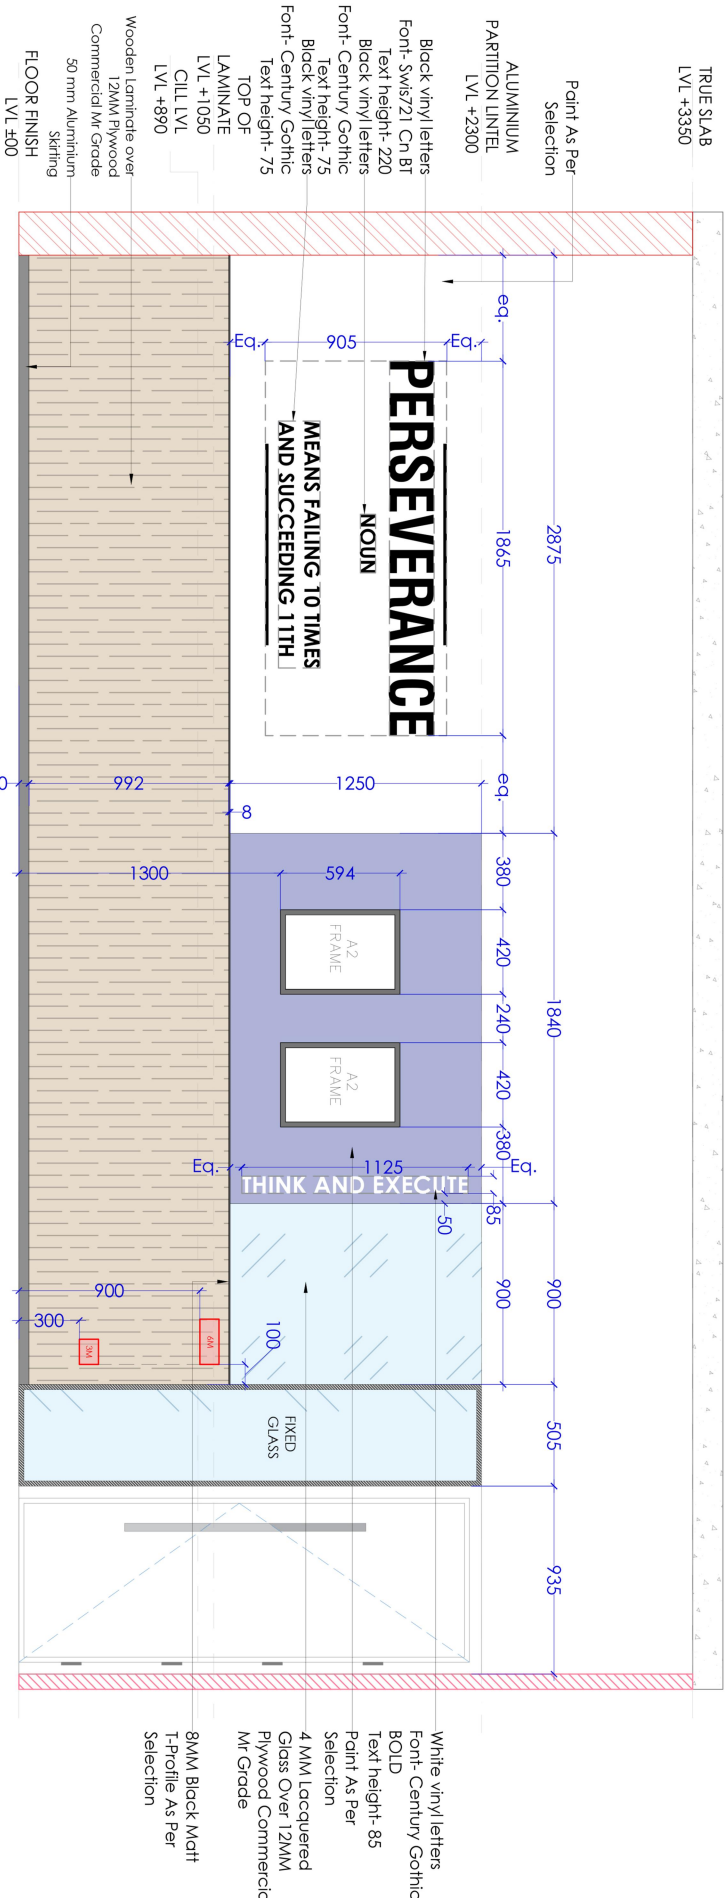 TRUE SLAB
LVL +3350
Paint As Per
Selection
ALUMINIUM
PARTITION LINTEL
LVL +2300
Black vinyl letters
Font- Swis721 Cn BT
Text height- 220
Black vinyl letters
Font- Century Gothic
Text height- 75
Black vinyl letters
Font- Century Gothic
Text height- 75
TOP OF
LAMINATE
LVL +1050
CILL LVL
LVL +890
Wooden Laminate over
12MM Plywood
Commercial Mr Grade
50 mm Aluminium
Skirting
FLOOR FINISH
LVL ±00
2875
1840
900
505
935
eq.
1865
eq.
380
420
240
420
380
900
Eq.
905
Eq.
PERSEVERANCE
NOUN
MEANS FAILING 10 TIMES
AND SUCCEEDING 11TH
1250
8
992
594
1300
A2
FRAME
A2
FRAME
Eq.
1125
Eq.
85
50
THINK AND EXECUTE
100
900
300
6M
3M
FIXED
GLASS
White vinyl letters
Font- Century Gothic
BOLD
Text height- 85
Paint As Per
Selection
4 MM Lacquered
Glass Over 12MM
Plywood Commercia
Mr Grade
8MM Black Matt
T-Profile As Per
Selection